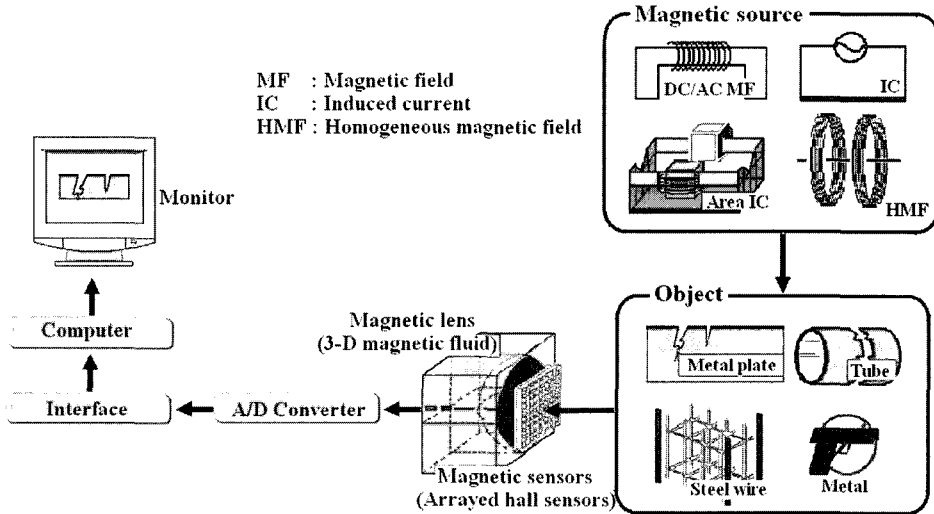 Magnetic source
DC/AC MF
IC
Area IC
HMF
MF : Magnetic field
IC : Induced current
HMF : Homogeneous magnetic field
Monitor
Computer
Interface
A/D Converter
Magnetic lens
(3-D magnetic fluid)
Magnetic sensors
(Arrayed hall sensors)
Object
Metal plate
Tube
Steel wire
Metal